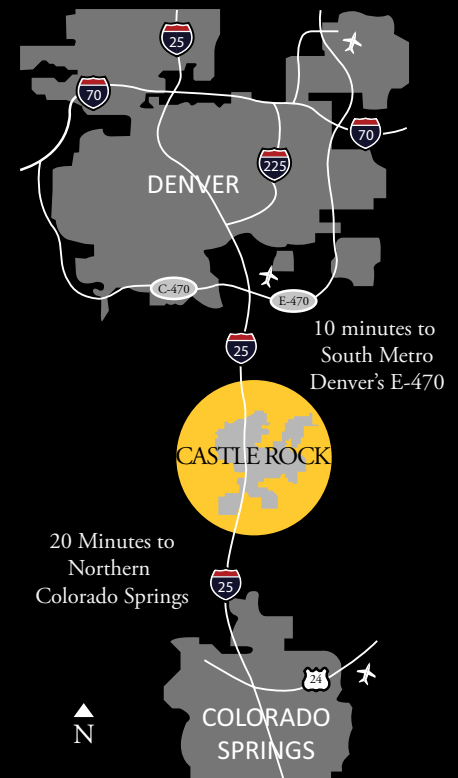 25
70
70
225
DENVER
C-470
E-470
10 minutes to
South Metro
Denver's E-470
25
CASTLE ROCK
20 Minutes to
Northern
Colorado Springs
25
24
COLORADO
SPRINGS
N